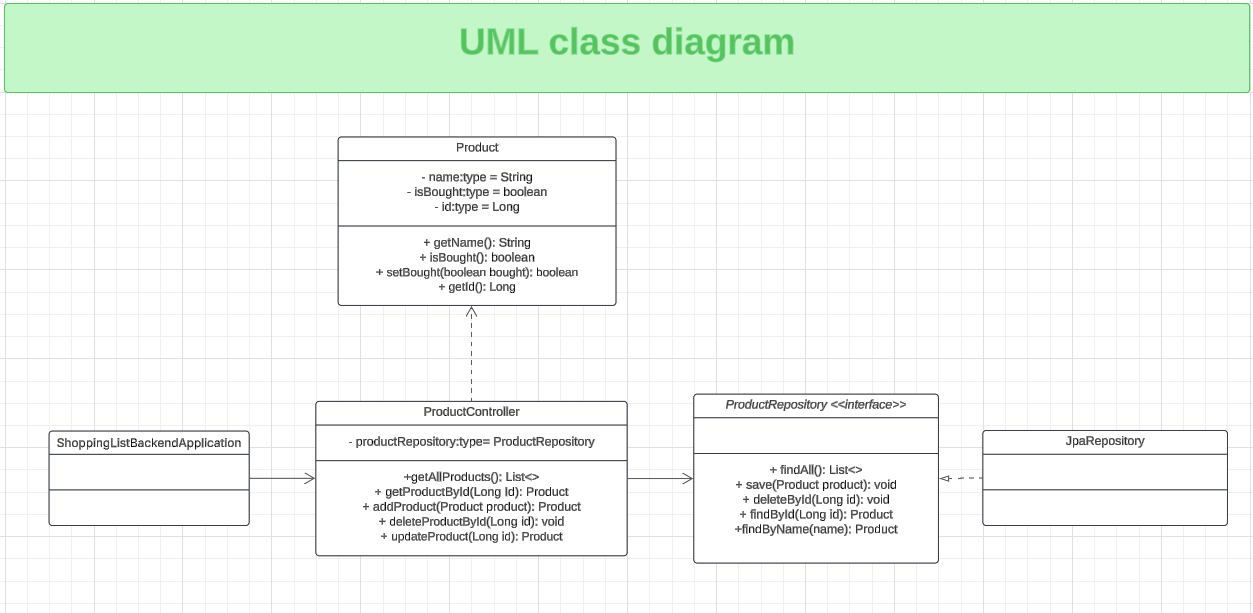 UML class diagram
Product
- name:type = String
- isBought:type = boolean
- id:type = Long
+ getName(): String
+ isBought(): boolean
+ setBought(boolean bought): boolean
+ getId(): Long
ShoppingListBackendApplication
ProductController
- productRepository:type= ProductRepository
+getAllProducts(): List<>
+ getProductById(Long Id): Product
+ addProduct(Product product): Product
+ deleteProductById(Long id): void
+ updateProduct(Long id): Product
ProductRepository <<interface>>
+ findAll(): List<>
+ save(Product product): void
+ deleteById(Long id): void
+ findById(Long id): Product
+findByName(name): Product
JpaRepository